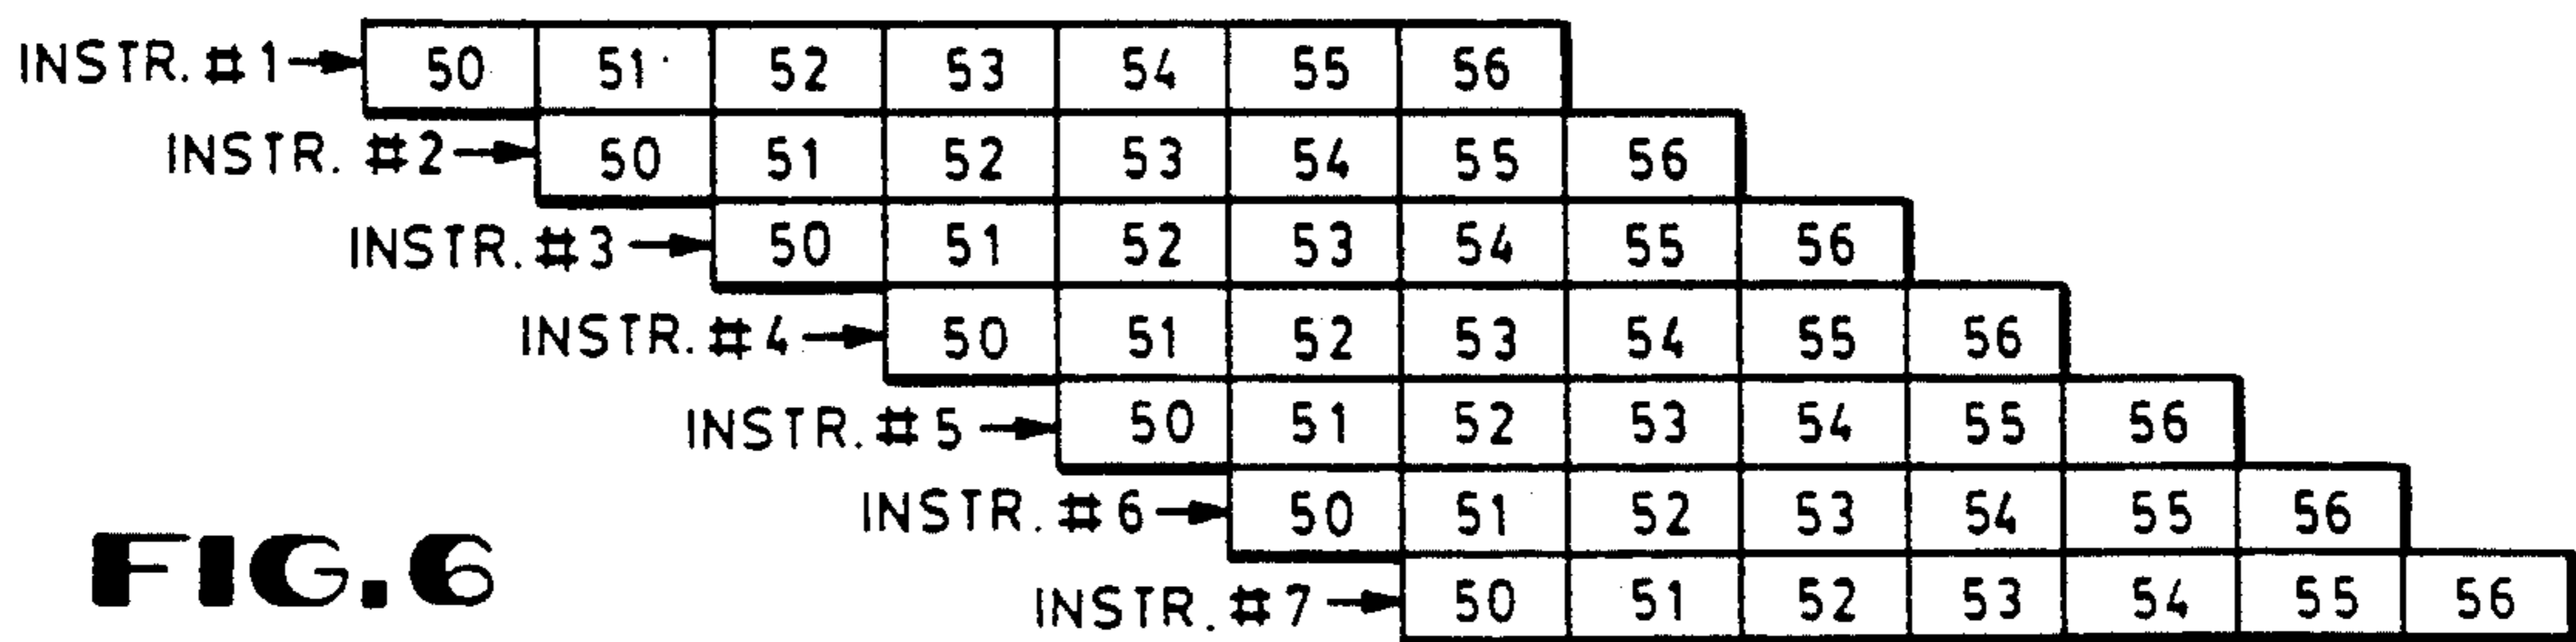 INSTR. #1 50 51 52 53 54 55 56
INSTR. #2 50 51 52 53 54 55 56
INSTR. #3 50 51 52 53 54 55 56
INSTR. #4 50 51 52 53 54 55 56
INSTR. #5 50 51 52 53 54 55 56
INSTR. #6 50 51 52 53 54 55 56
INSTR. #7 50 51 52 53 54 55 56
FIG.6